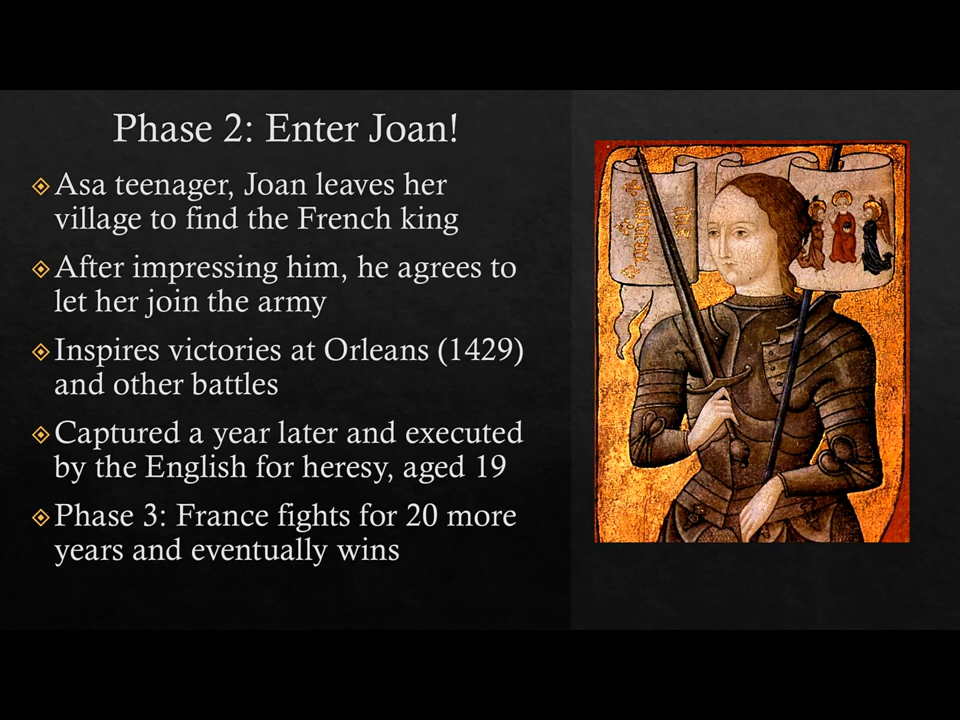 Phase 2: Enter Joan!
Asa teenager, Joan leaves her
village to find the French king
After impressing him, he agrees to
let her join the army
Inspires victories at Orleans (1429)
and other battles
Captured a year later and executed
by the English for heresy, aged 19
Phase 3: France fights for 20 more
years and eventually wins